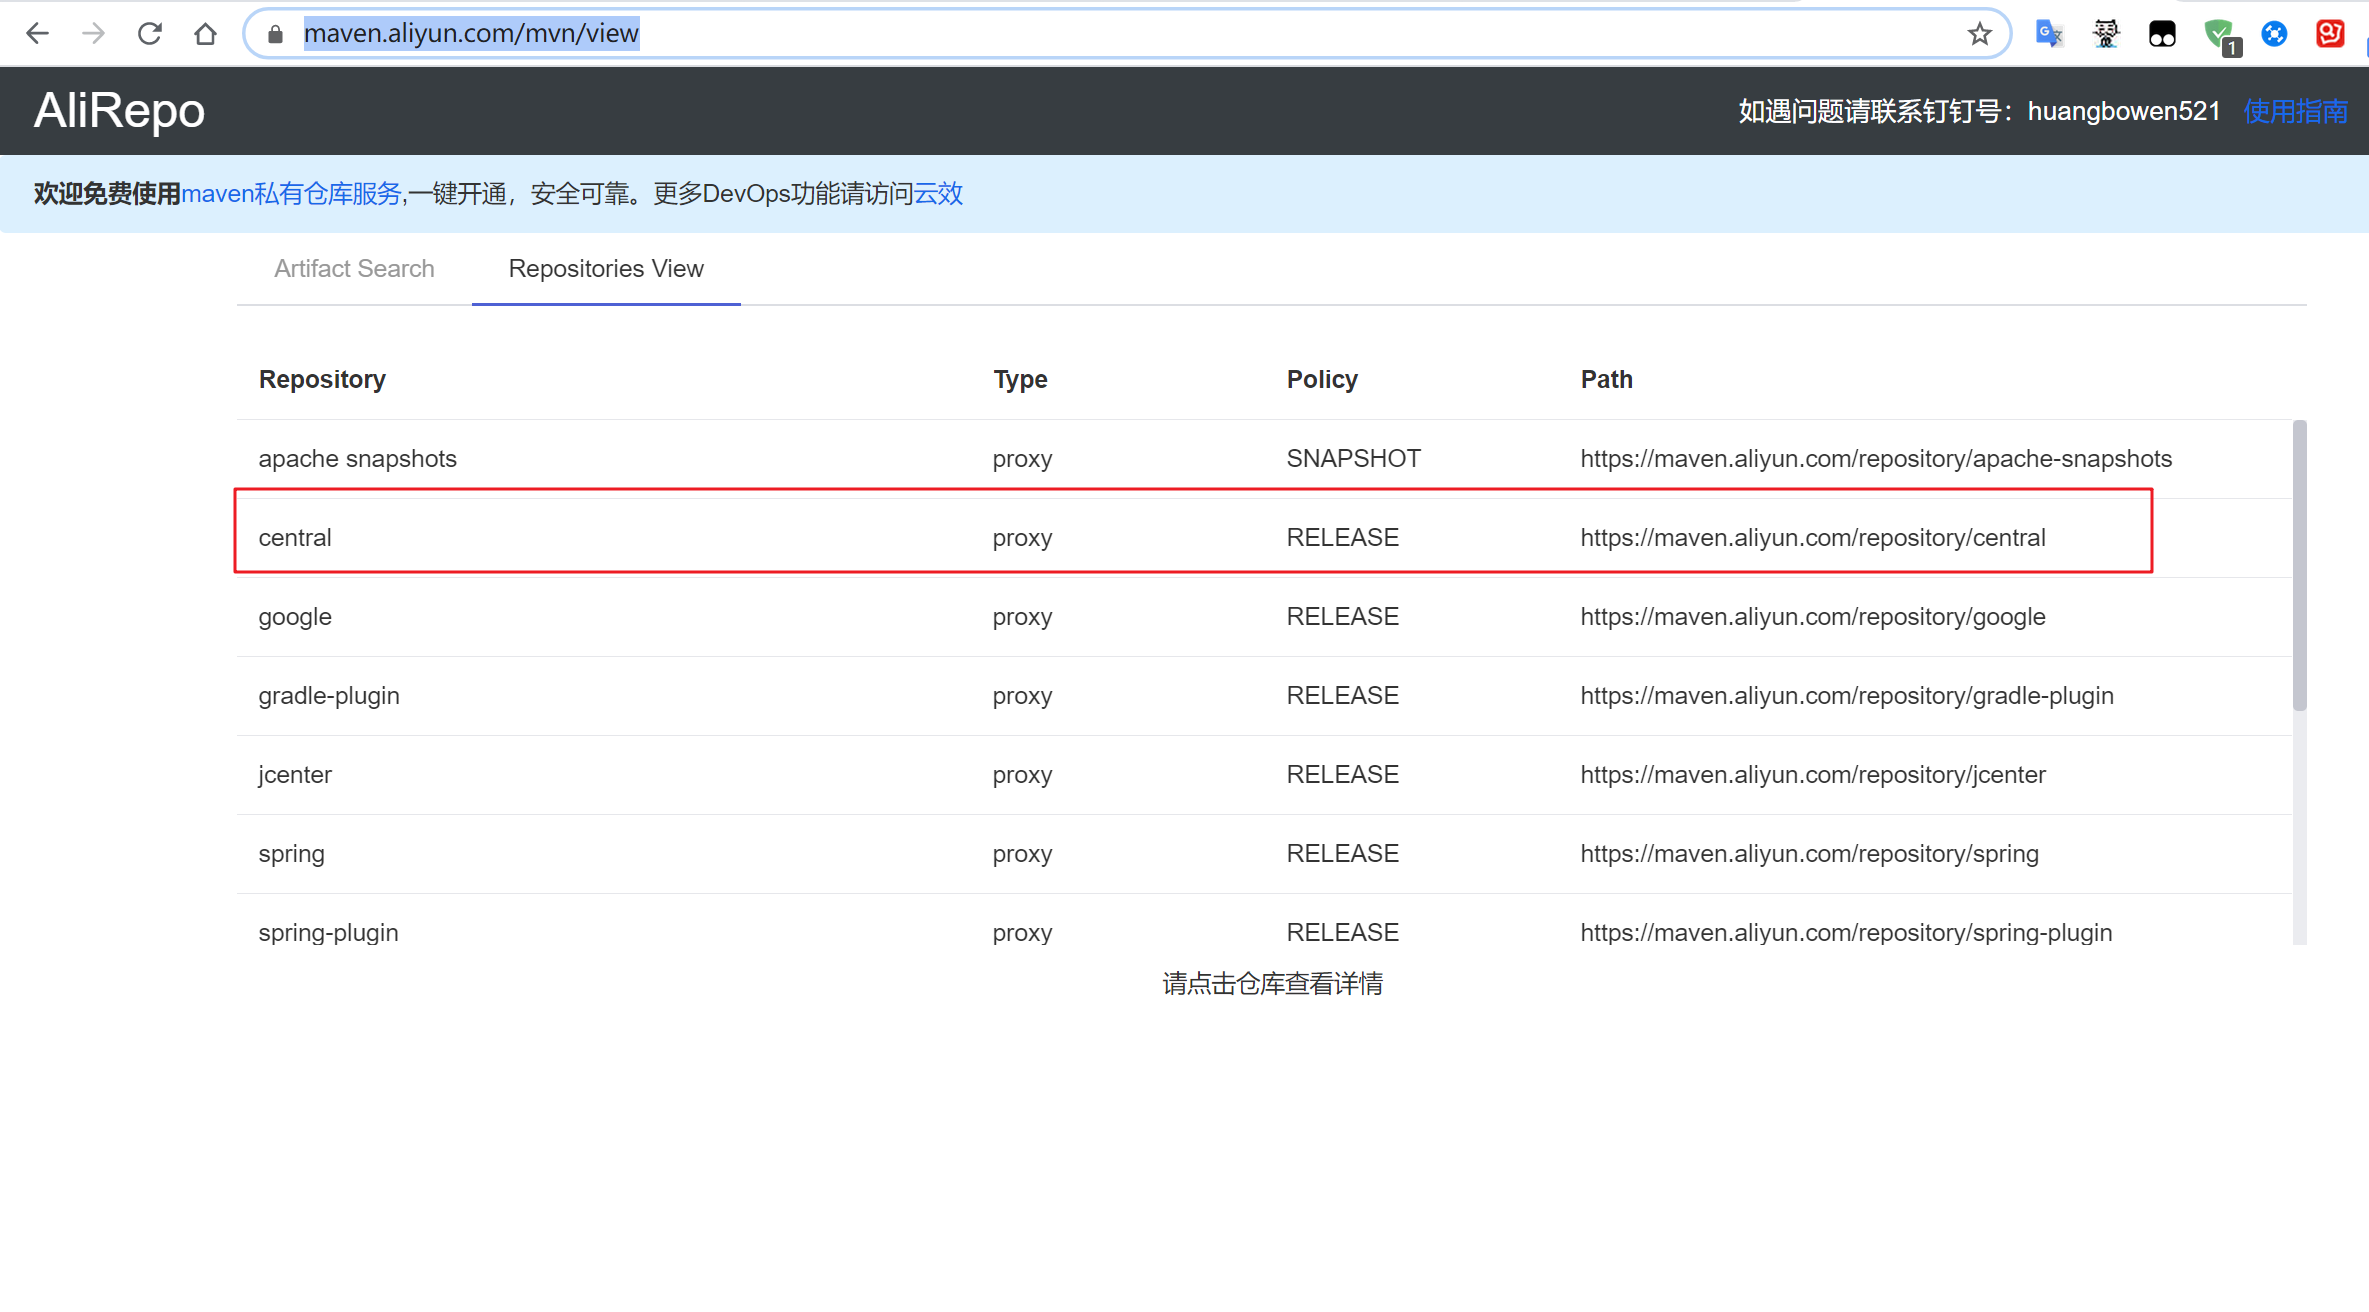 maven.aliyun.com/mvn/view
1
AliRepo
如遇问题请联系钉钉号：huangbowen521 使用指南
欢迎免费使用maven私有仓库服务,一键开通，安全可靠。更多DevOps功能请访问云效
Artifact Search Repositories View
Repository Type Policy Path
apache snapshots proxy SNAPSHOT https://maven.aliyun.com/repository/apache-snapshots
central proxy RELEASE https://maven.aliyun.com/repository/central
google proxy RELEASE https://maven.aliyun.com/repository/google
gradle-plugin proxy RELEASE https://maven.aliyun.com/repository/gradle-plugin
jcenter proxy RELEASE https://maven.aliyun.com/repository/jcenter
spring proxy RELEASE https://maven.aliyun.com/repository/spring
spring-plugin proxy RELEASE https://maven.aliyun.com/repository/spring-plugin
请点击仓库查看详情